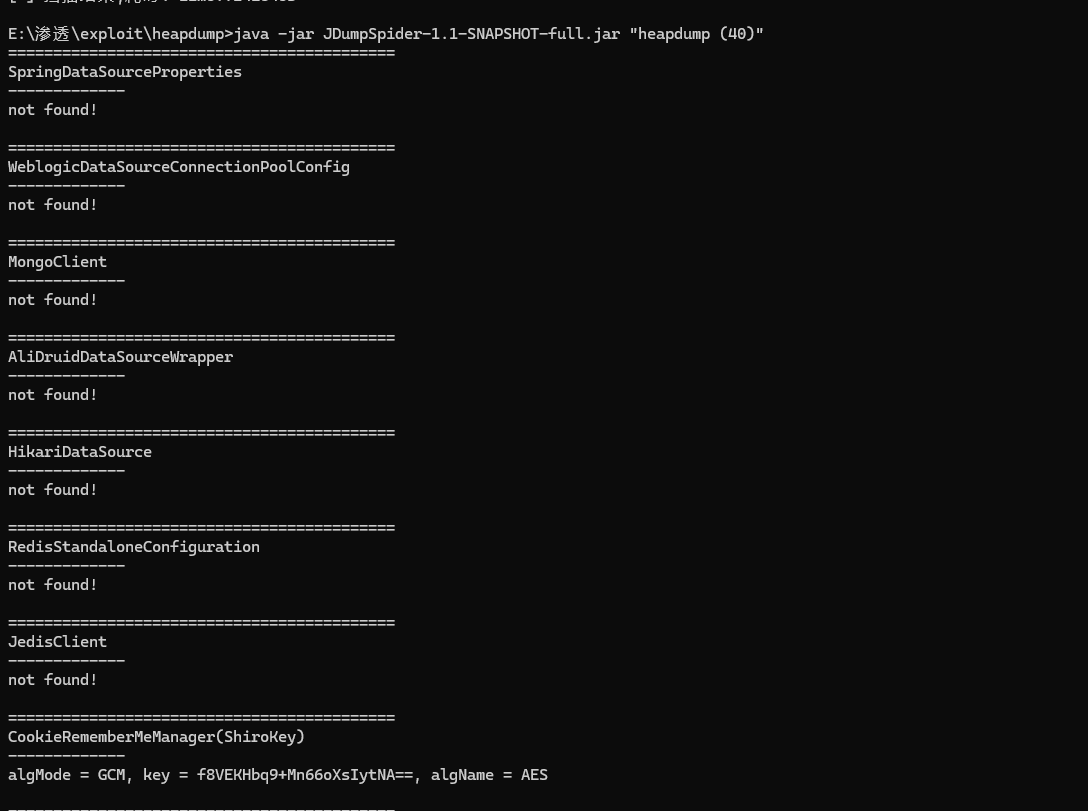 E:\渗透\exploit\heapdump>java -jar JDumpSpider-1.1-SNAPSHOT-full.jar "heapdump (40)"
===========================================
SpringDataSourceProperties
-------------
not found!
===========================================
WeblogicDataSourceConnectionPoolConfig
-------------
not found!
===========================================
MongoClient
-------------
not found!
===========================================
AliDruidDataSourceWrapper
-------------
not found!
===========================================
HikariDataSource
-------------
not found!
===========================================
RedisStandaloneConfiguration
-------------
not found!
===========================================
JedisClient
-------------
not found!
===========================================
CookieRememberMeManager(ShiroKey)
-------------
algMode = GCM, key = f8VEKHbq9+Mn66oXsIytNA==, algName = AES
===========================================